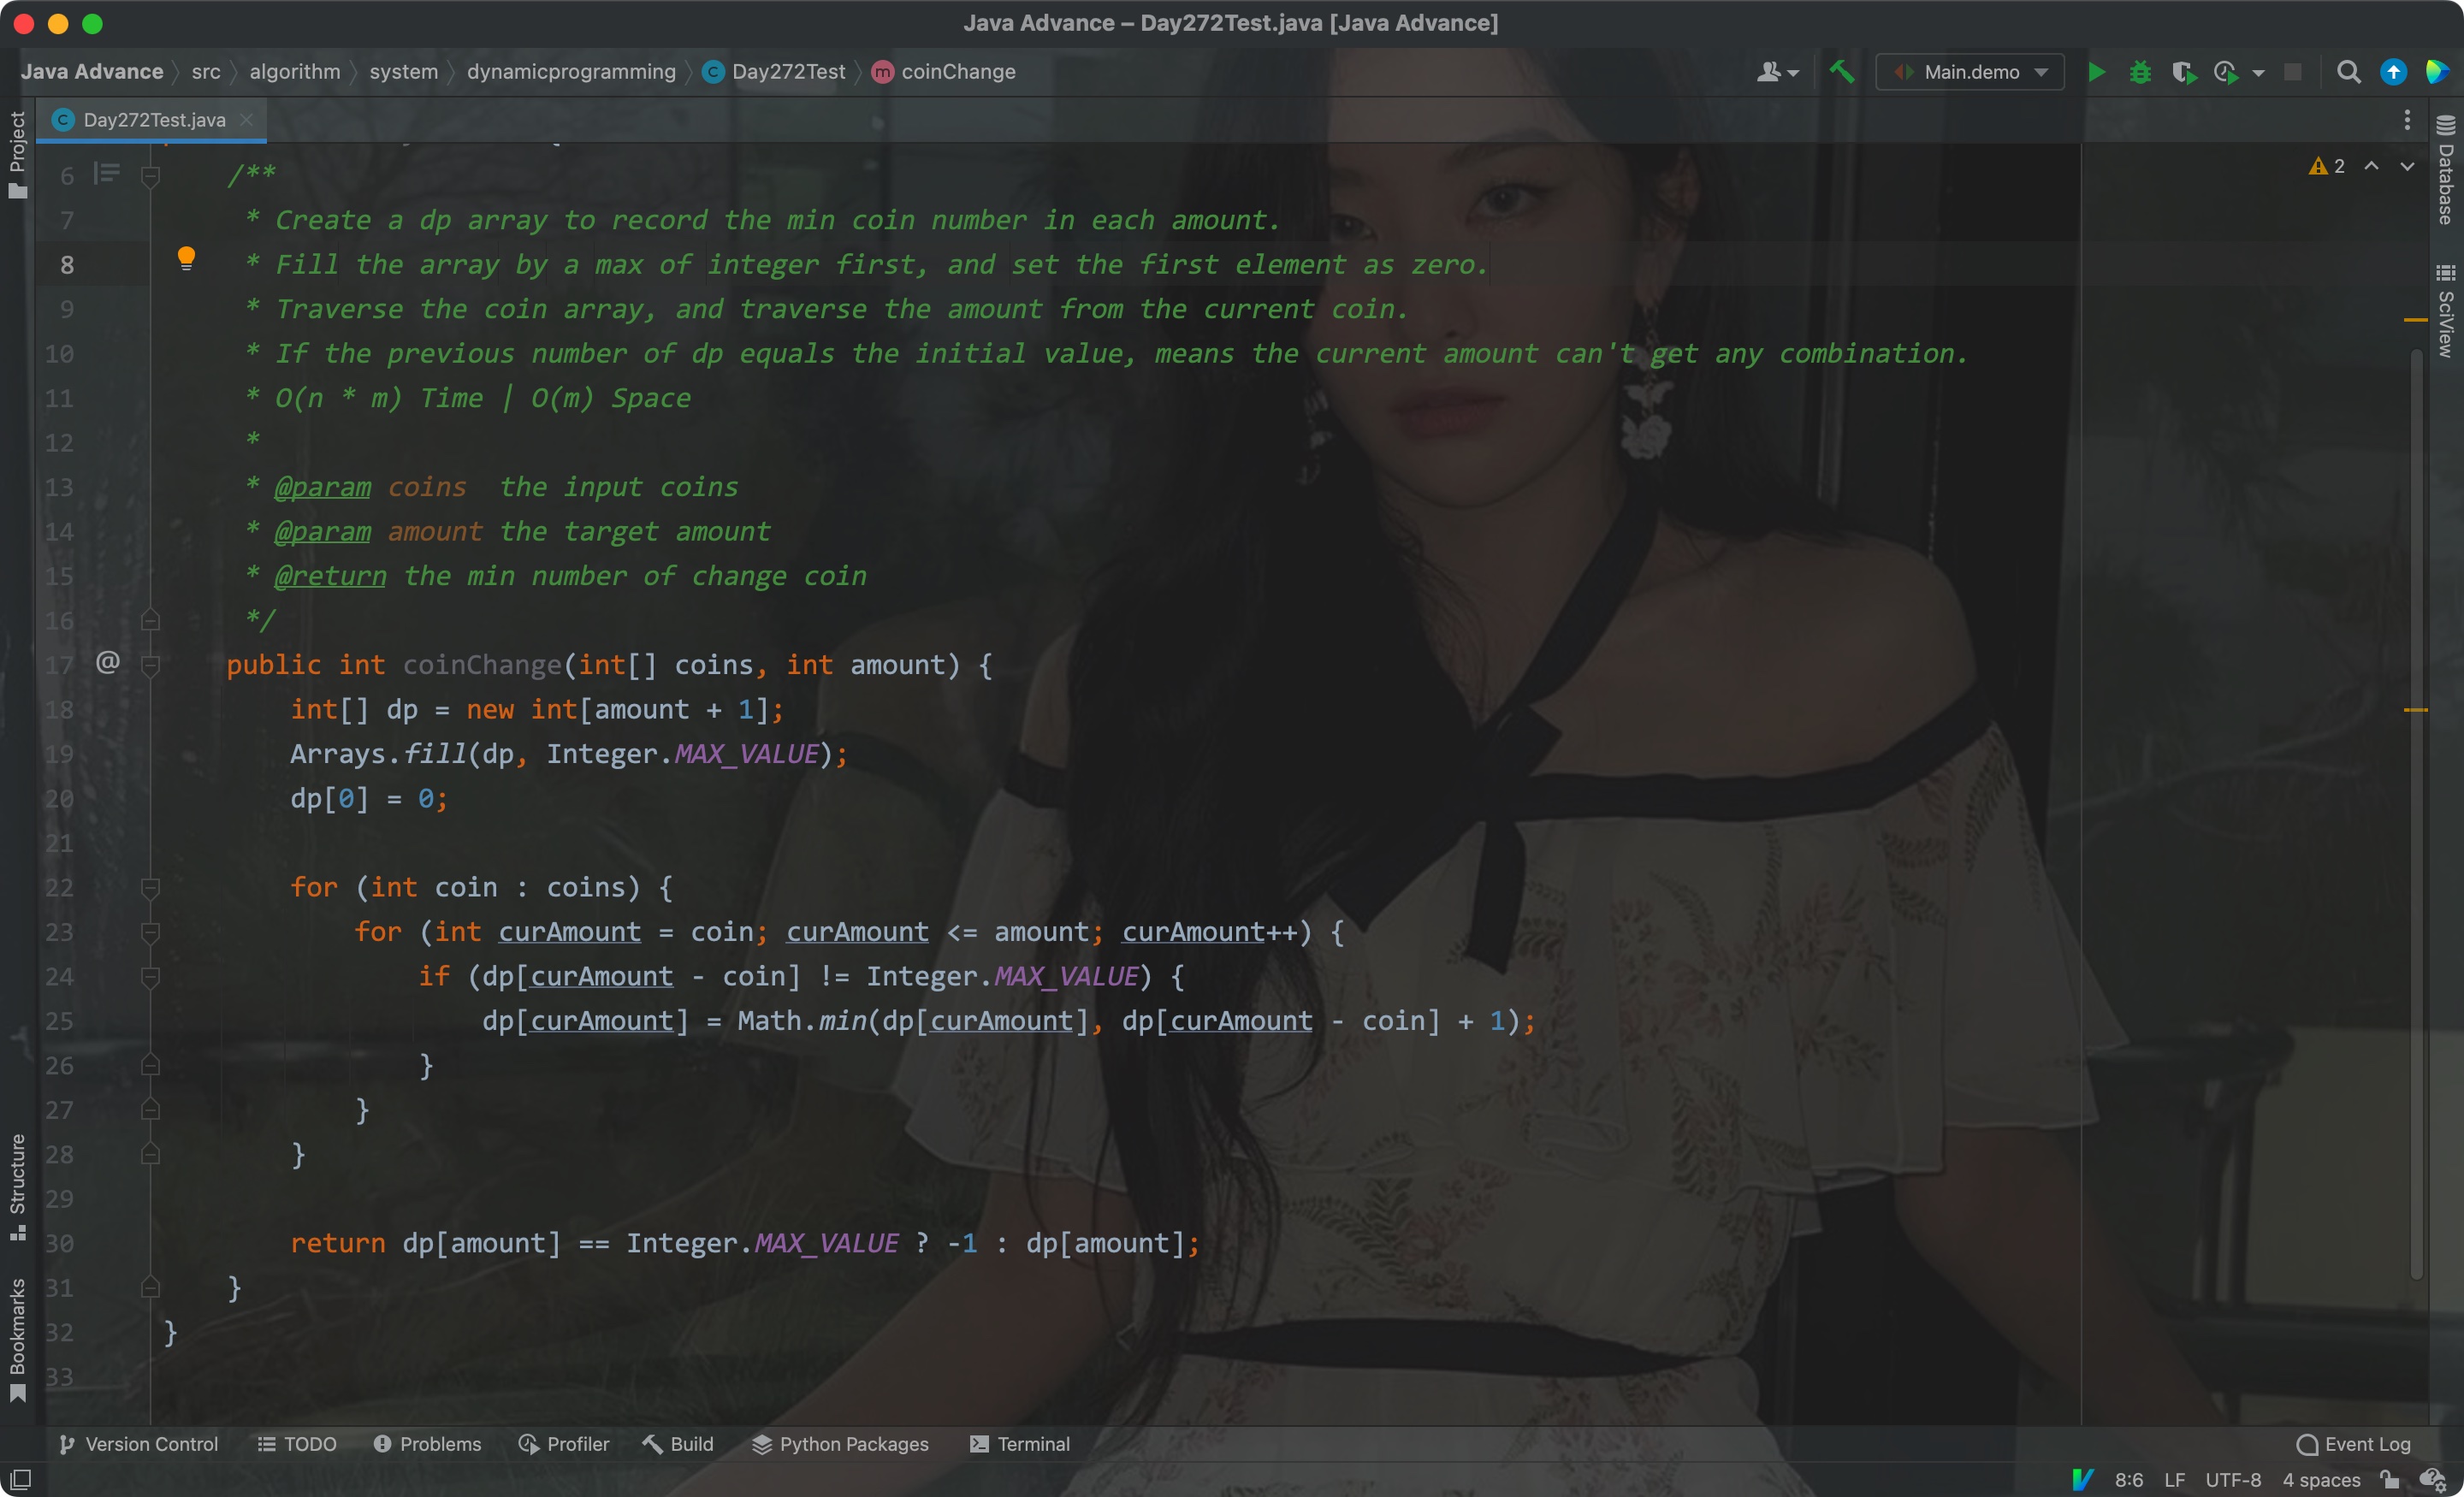 Java Advance – Day272Test.java [Java Advance]
Java Advance src algorithm system dynamicprogramming C Day272Test m coinChange Main.demo
Project
C Day272Test.java
Database
SciView
2
6 /**
7 * Create a dp array to record the min coin number in each amount.
8 * Fill the array by a max of integer first, and set the first element as zero.
9 * Traverse the coin array, and traverse the amount from the current coin.
10 * If the previous number of dp equals the initial value, means the current amount can't get any combination.
11 * O(n * m) Time | O(m) Space
12 *
13 * @param coins  the input coins
14 * @param amount the target amount
15 * @return the min number of change coin
16 */
17 @ public int coinChange(int[] coins, int amount) {
18 int[] dp = new int[amount + 1];
19 Arrays.fill(dp, Integer.MAX_VALUE);
20 dp[0] = 0;
21
22 for (int coin : coins) {
23 for (int curAmount = coin; curAmount <= amount; curAmount++) {
24 if (dp[curAmount - coin] != Integer.MAX_VALUE) {
25 dp[curAmount] = Math.min(dp[curAmount], dp[curAmount - coin] + 1);
26 }
27 }
28 }
29
30 return dp[amount] == Integer.MAX_VALUE ? -1 : dp[amount];
31 }
32 }
33
Structure
Bookmarks
Version Control TODO Problems Profiler Build Python Packages Terminal Event Log
8:6 LF UTF-8 4 spaces